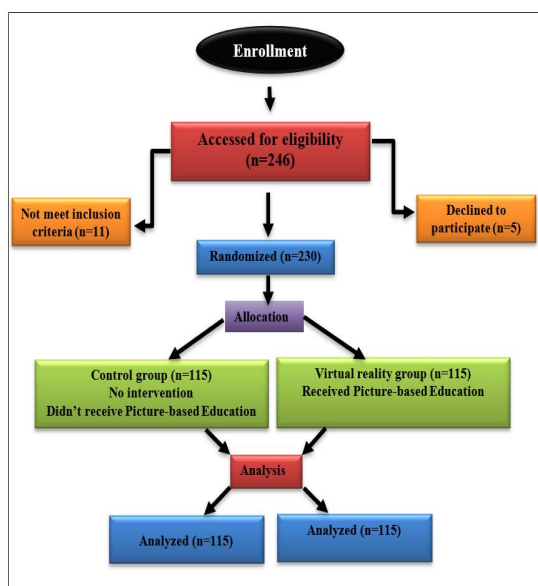 Enrollment
Accessed for eligibility
(n=246)
Not meet inclusion
criteria (n=11)
Declined to
participate (n=5)
Randomized (n=230)
Allocation
Control group (n=115)
No intervention
Didn't receive Picture-based Education
Virtual reality group (n=115)
Received Picture-based Education
Analysis
Analyzed (n=115)
Analyzed (n=115)